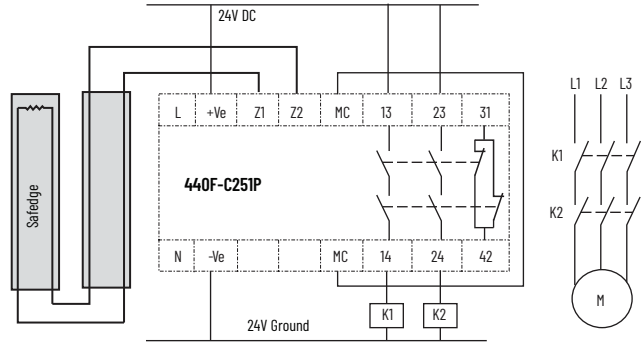 24V DC
L +Ve Z1 Z2 MC 13 23 31
L1 L2 L3
K1
440F-C251P
Safedge
K2
N -Ve MC 14 24 42
K1 K2
M
24V Ground